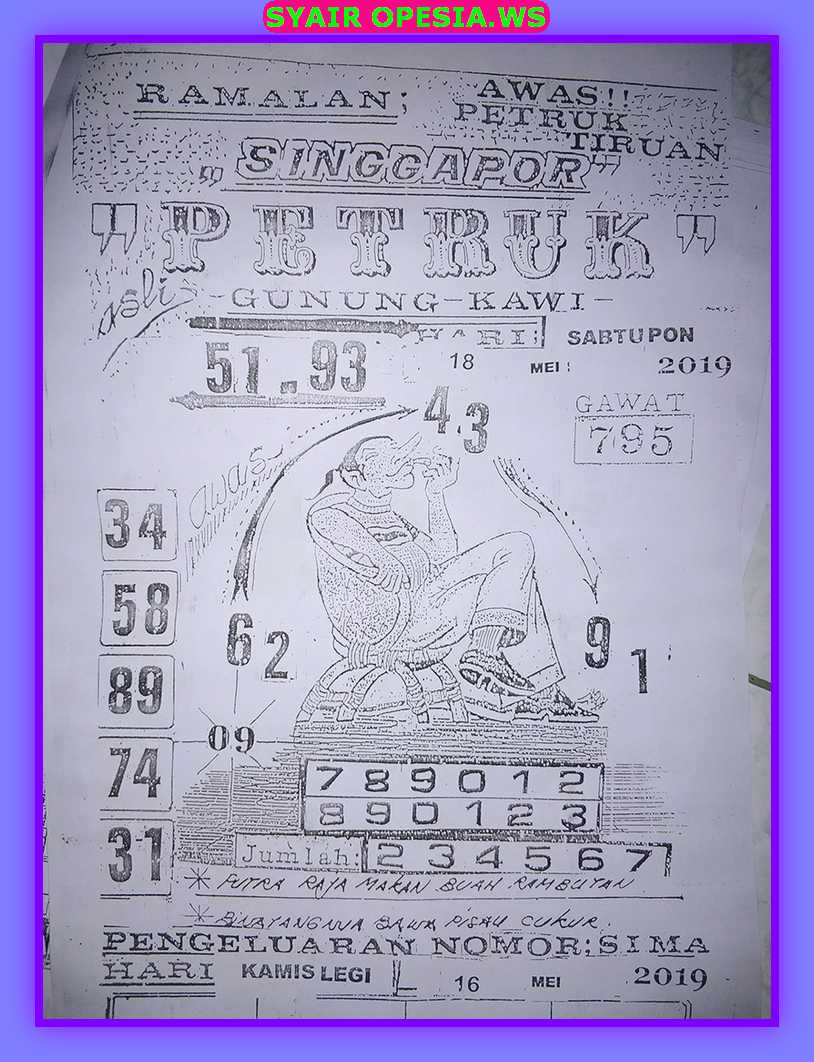 SYAIR OPESIA.WS
RAMALAN; AWAS!!
PETRUK
TIRUAN
"SINGGAPOR"
"PETRUK"
asli
-GUNUNG-KAWI-
HARI; SABTU PON
18 MEI : 2019
51.93
GAWAT
795
43
awas
34
58
62
91
89
09
74
789012
890123
31
Jumlah: 234567
* PUTRA RAJA MAKAN BUAH RAMBUTAN
* BAWA PISAU CUKUR.
PENGELUARAN NOMOR; SIMA
HARI KAMIS LEGI 16 MEI 2019